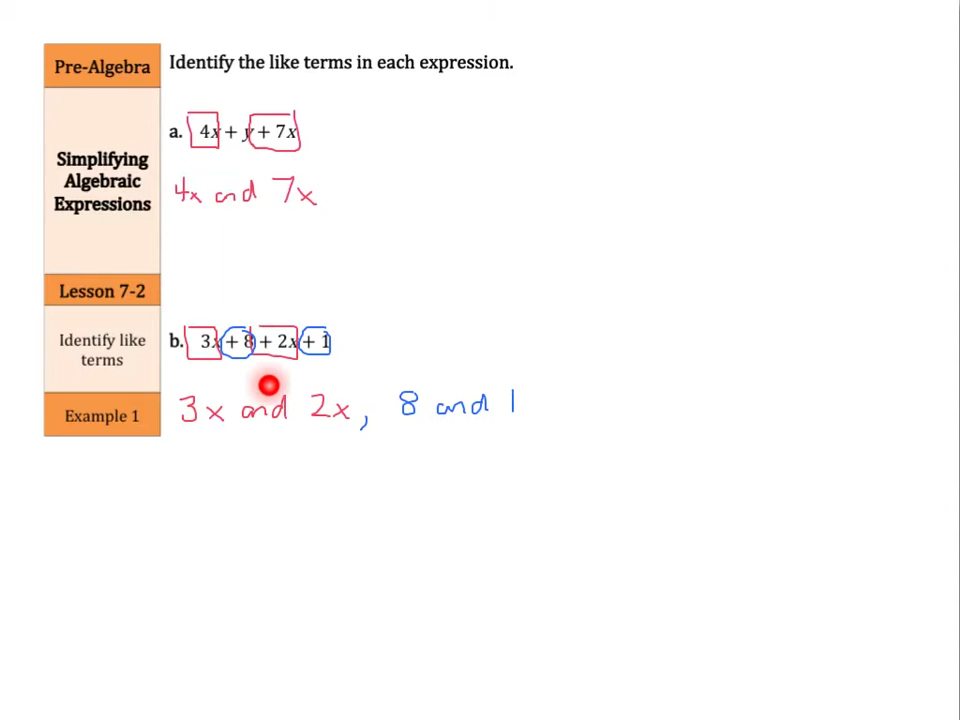 Pre-Algebra
Identify the like terms in each expression.
a. 4x + y + 7x
Simplifying
Algebraic
Expressions
4x and 7x
Lesson 7-2
Identify like
terms
b. 3x + 8 + 2x + 1
Example 1
3x and 2x, 8 and 1